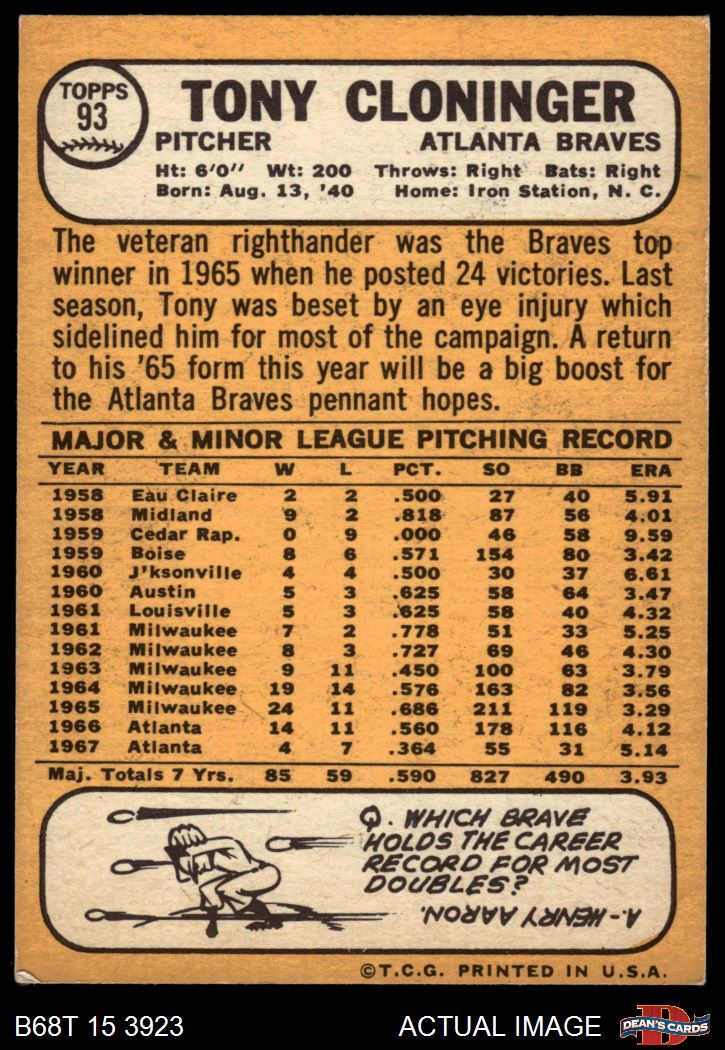 TOPPS
93
TONY CLONINGER
PITCHER ATLANTA BRAVES
Ht: 6'0" Wt: 200 Throws: Right Bats: Right
Born: Aug. 13, '40 Home: Iron Station, N. C.
The veteran righthander was the Braves top
winner in 1965 when he posted 24 victories. Last
season, Tony was beset by an eye injury which
sidelined him for most of the campaign. A return
to his '65 form this year will be a big boost for
the Atlanta Braves pennant hopes.
MAJOR & MINOR LEAGUE PITCHING RECORD
YEAR TEAM W L PCT. SO BB ERA
1958 Eau Claire 2 2 .500 27 40 5.91
1958 Midland 9 2 .818 87 56 4.01
1959 Cedar Rap. 0 9 .000 46 58 9.59
1959 Boise 8 6 .571 154 80 3.42
1960 J'ksonville 4 4 .500 30 37 6.61
1960 Austin 5 3 .625 58 64 3.47
1961 Louisville 5 3 .625 58 40 4.32
1961 Milwaukee 7 2 .778 51 33 5.25
1962 Milwaukee 8 3 .727 69 46 4.30
1963 Milwaukee 9 11 .450 100 63 3.79
1964 Milwaukee 19 14 .576 163 82 3.56
1965 Milwaukee 24 11 .686 211 119 3.29
1966 Atlanta 14 11 .560 178 116 4.12
1967 Atlanta 4 7 .364 55 31 5.14
Maj. Totals 7 Yrs. 85 59 .590 827 490 3.93
Q. WHICH BRAVE
HOLDS THE CAREER
RECORD FOR MOST
DOUBLES?
A-HENRY AARON.
©T.C.G. PRINTED IN U.S.A.
B68T 15 3923 ACTUAL IMAGE
DEAN'S CARDS